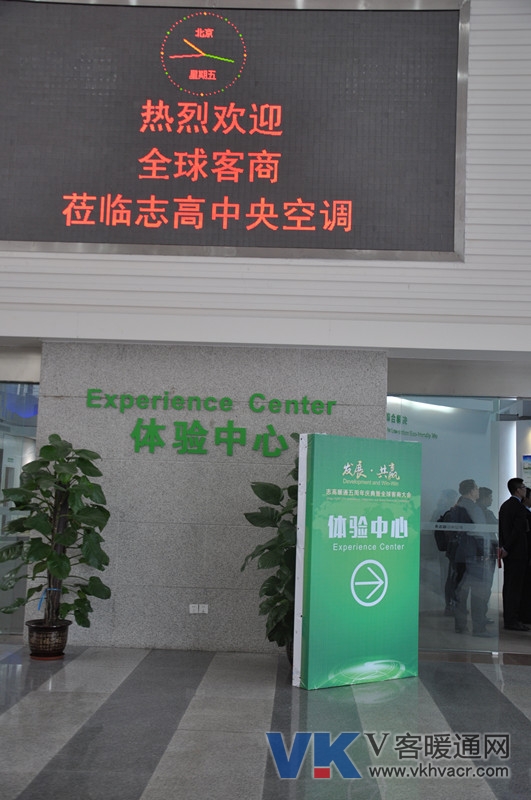 北京
星期五
热烈欢迎
全球客商
莅临志高中央空调
Experience Center
体验中心
发展·共赢
Development and Win-Win
体验中心
Experience Center
VK V客暖通网
www.vkhvacr.com